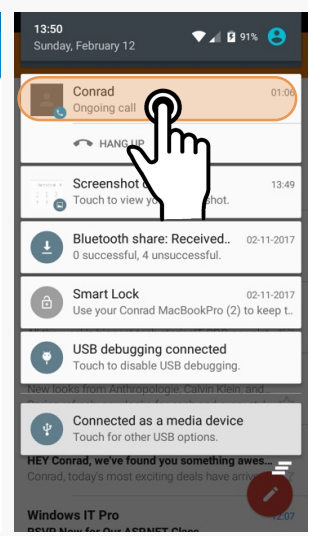 13:50
Sunday, February 12
91%
Conrad
01:06
Ongoing call
HANG UP
Screenshot
13:49
Touch to view
Bluetooth share: Received..
02-11-2017
0 successful, 4 unsuccessful.
Smart Lock
02-11-2017
Use your Conrad MacBookPro (2) to keep t..
USB debugging connected
Touch to disable USB debugging.
New looks from Anthropologie, Calvin Klein, and...
Connected as a media device
Touch for other USB options.
HEY Conrad, we've found you something awes...
Conrad, today's most exciting deals have
Windows IT Pro
12:07
RSVP Now for Our ASP.NET Class